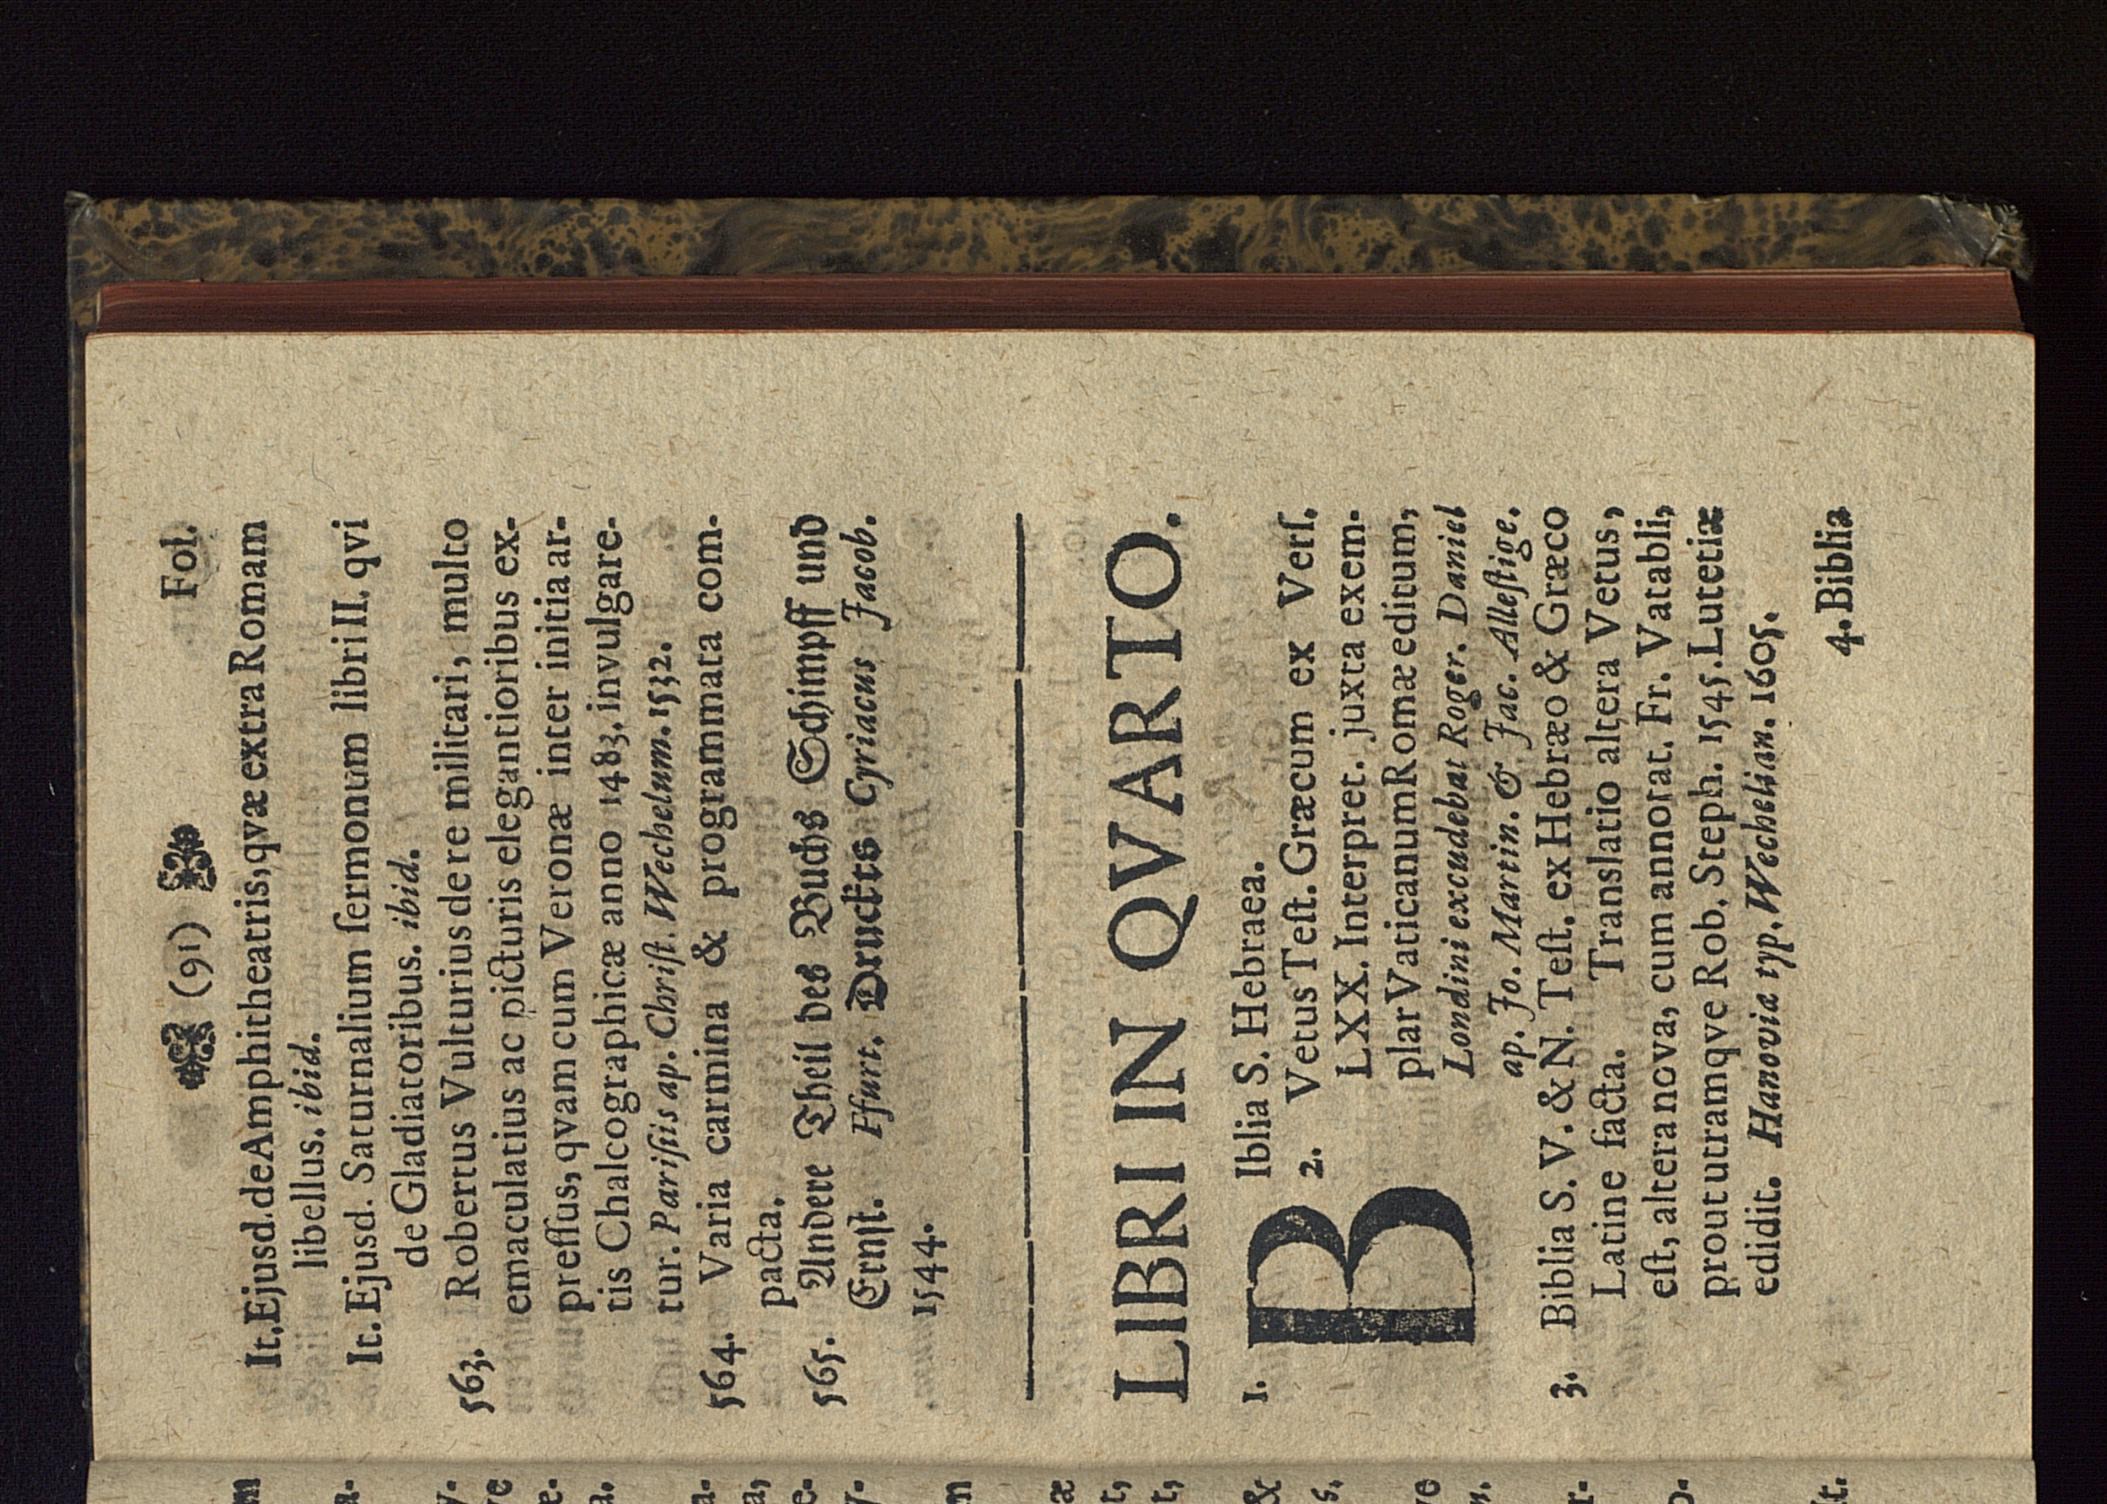 (91) Fol.
It. Ejusd. de Amphitheatris, qvæ extra Romam
libellus. ibid.
It. Ejusd. Saturnalium ſermonum libri II. qvi
de Gladiatoribus. ibid.
563. Robertus Vulturius de re militari, multo
emaculatius ac picturis elegantioribus ex-
preſſus, qvam cum Veronæ inter initia ar-
tis Chalcographicæ anno 1483. invulgare-
tur. Pariſiis ap. Chriſt. Wechelum. 1532.
564. Varia carmina & programmata com-
pacta.
565. Andere Theil des Buchs Schimpff und
Ernſt. Ffurt. Druckts Cyriacus Jacob.
1544.
LIBRI IN QVARTO.
1. BIblia S. Hebraea.
2. Vetus Teſt. Græcum ex Verſ.
LXX. Interpret. juxta exem-
plar Vaticanum Romæ editum,
Londini excudebat Roger. Daniel
ap. Jo. Martin. & Jac. Alleſtige.
3. Biblia S. V. & N. Teſt. ex Hebræo & Græco
Latine facta. Translatio altera Vetus,
eſt, altera nova, cum annotat. Fr. Vatabli,
prout utramqve Rob. Steph. 1545. Lutetiæ
edidit. Hanovia typ. Wechelian. 1605.
4. Biblia